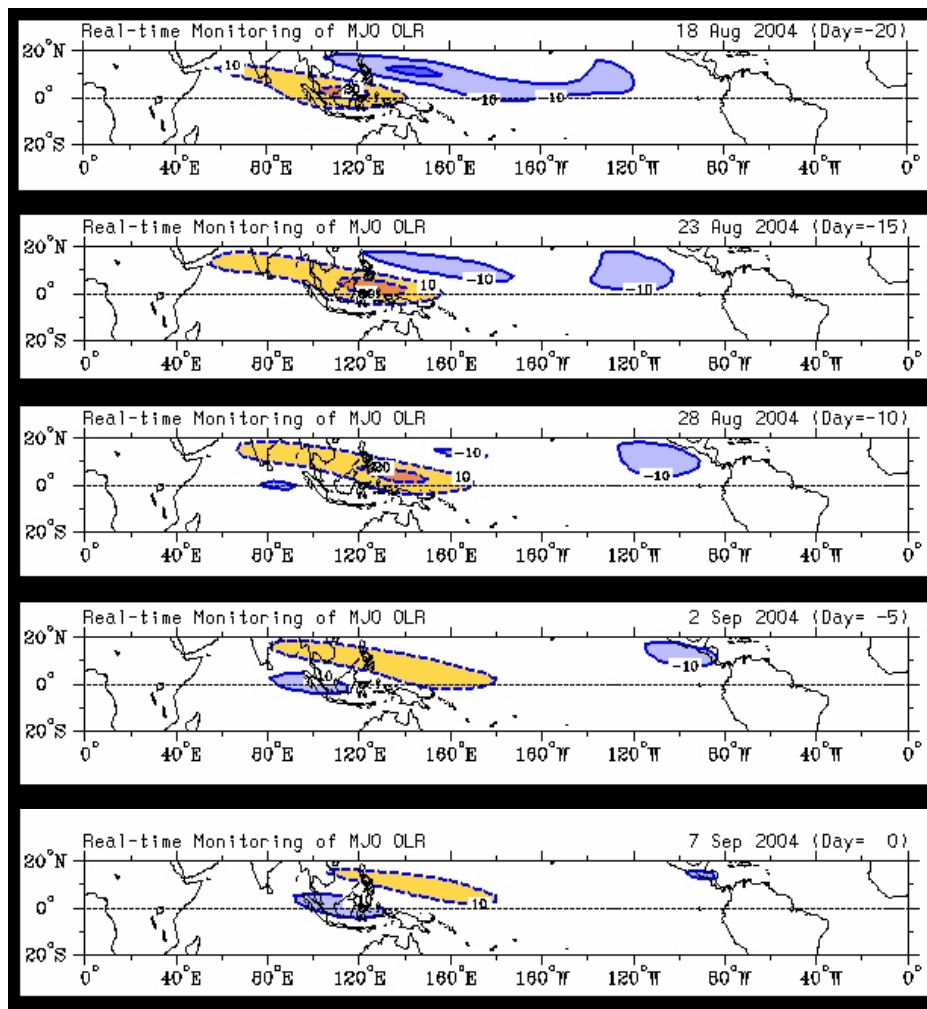 Real-time Monitoring of MJO OLR 18 Aug 2004 (Day=-20)
20°N
10
-10
10
0°
20°S
0° 40°E 80°E 120°E 160°E 160°W 120°W 80°W 40°W 0°
Real-time Monitoring of MJO OLR 23 Aug 2004 (Day=-15)
20°N
-10
10
-10
0°
20°S
0° 40°E 80°E 120°E 160°E 160°W 120°W 80°W 40°W 0°
Real-time Monitoring of MJO OLR 28 Aug 2004 (Day=-10)
20°N
-10
10
-10
0°
20°S
0° 40°E 80°E 120°E 160°E 160°W 120°W 80°W 40°W 0°
Real-time Monitoring of MJO OLR 2 Sep 2004 (Day= -5)
20°N
-10
0°
20°S
0° 40°E 80°E 120°E 160°E 160°W 120°W 80°W 40°W 0°
Real-time Monitoring of MJO OLR 7 Sep 2004 (Day= 0)
20°N
10
0°
20°S
0° 40°E 80°E 120°E 160°E 160°W 120°W 80°W 40°W 0°